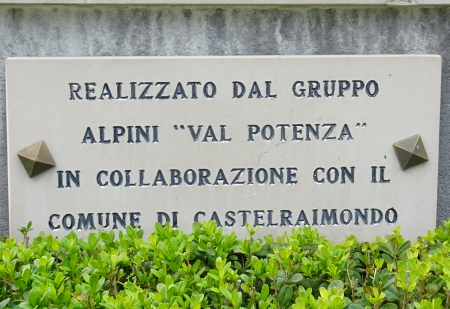 REALIZZATO DAL GRUPPO
ALPINI "VAL POTENZA"
IN COLLABORAZIONE CON IL
COMUNE DI CASTELRAIMONDO